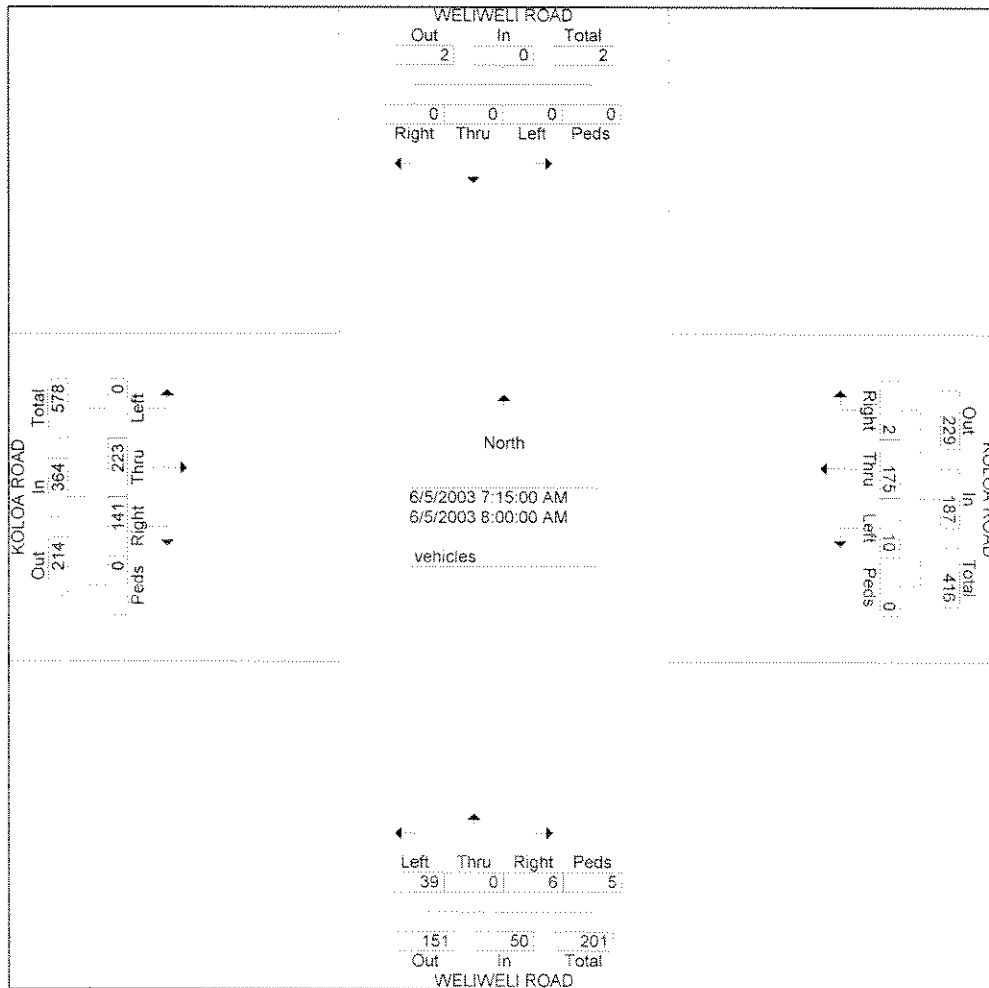 WELIWELI ROAD
Out In Total
2 0 2
0 0 0 0
Right Thru Left Peds
KOLOA ROAD
Total In Out
578 364 214
0 223 141 0
Left Thru Right Peds
North
6/5/2003 7:15:00 AM
6/5/2003 8:00:00 AM
vehicles
Right Thru Left Peds
2 175 10 0
229 187 416
Out In Total
KOLOA ROAD
Left Thru Right Peds
39 0 6 5
151 50 201
Out In Total
WELIWELI ROAD